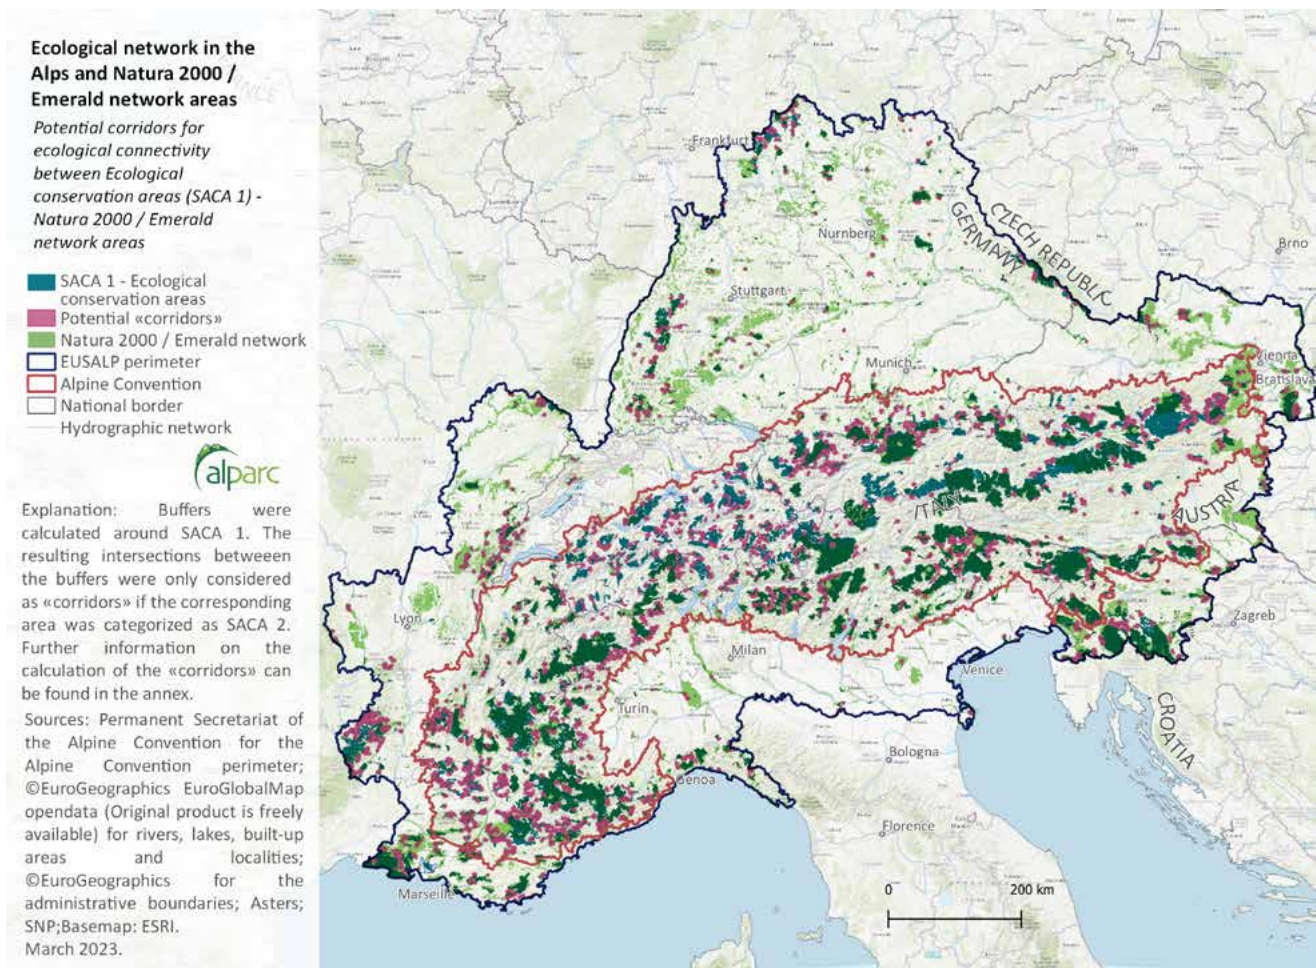 Ecological network in the
Alps and Natura 2000 /
Emerald network areas
Potential corridors for
ecological connectivity
between Ecological
conservation areas (SACA 1) -
Natura 2000 / Emerald
network areas
SACA 1 - Ecological
conservation areas
Potential «corridors»
Natura 2000 / Emerald network
EUSALP perimeter
Alpine Convention
National border
Hydrographic network
alparc
Explanation: Buffers were
calculated around SACA 1. The
resulting intersections betweeen
the buffers were only considered
as «corridors» if the corresponding
area was categorized as SACA 2.
Further information on the
calculation of the «corridors» can
be found in the annex.
Sources: Permanent Secretariat of
the Alpine Convention for the
Alpine Convention perimeter;
©EuroGeographics EuroGlobalMap
opendata (Original product is freely
available) for rivers, lakes, built-up
areas and localities;
©EuroGeographics for the
administrative boundaries; Asters;
SNP;Basemap: ESRI.
March 2023.
Frankfurt
Nurnberg
CZECH REPUBLIC
GERMANY
Brno
Stuttgart
Munich
Vienna
Bratislava
ITALY
AUSTRIA
Lyon
Zagreb
Milan
Venice
Turin
CROATIA
Bologna
Genoa
Florence
Marseille
0
200 km